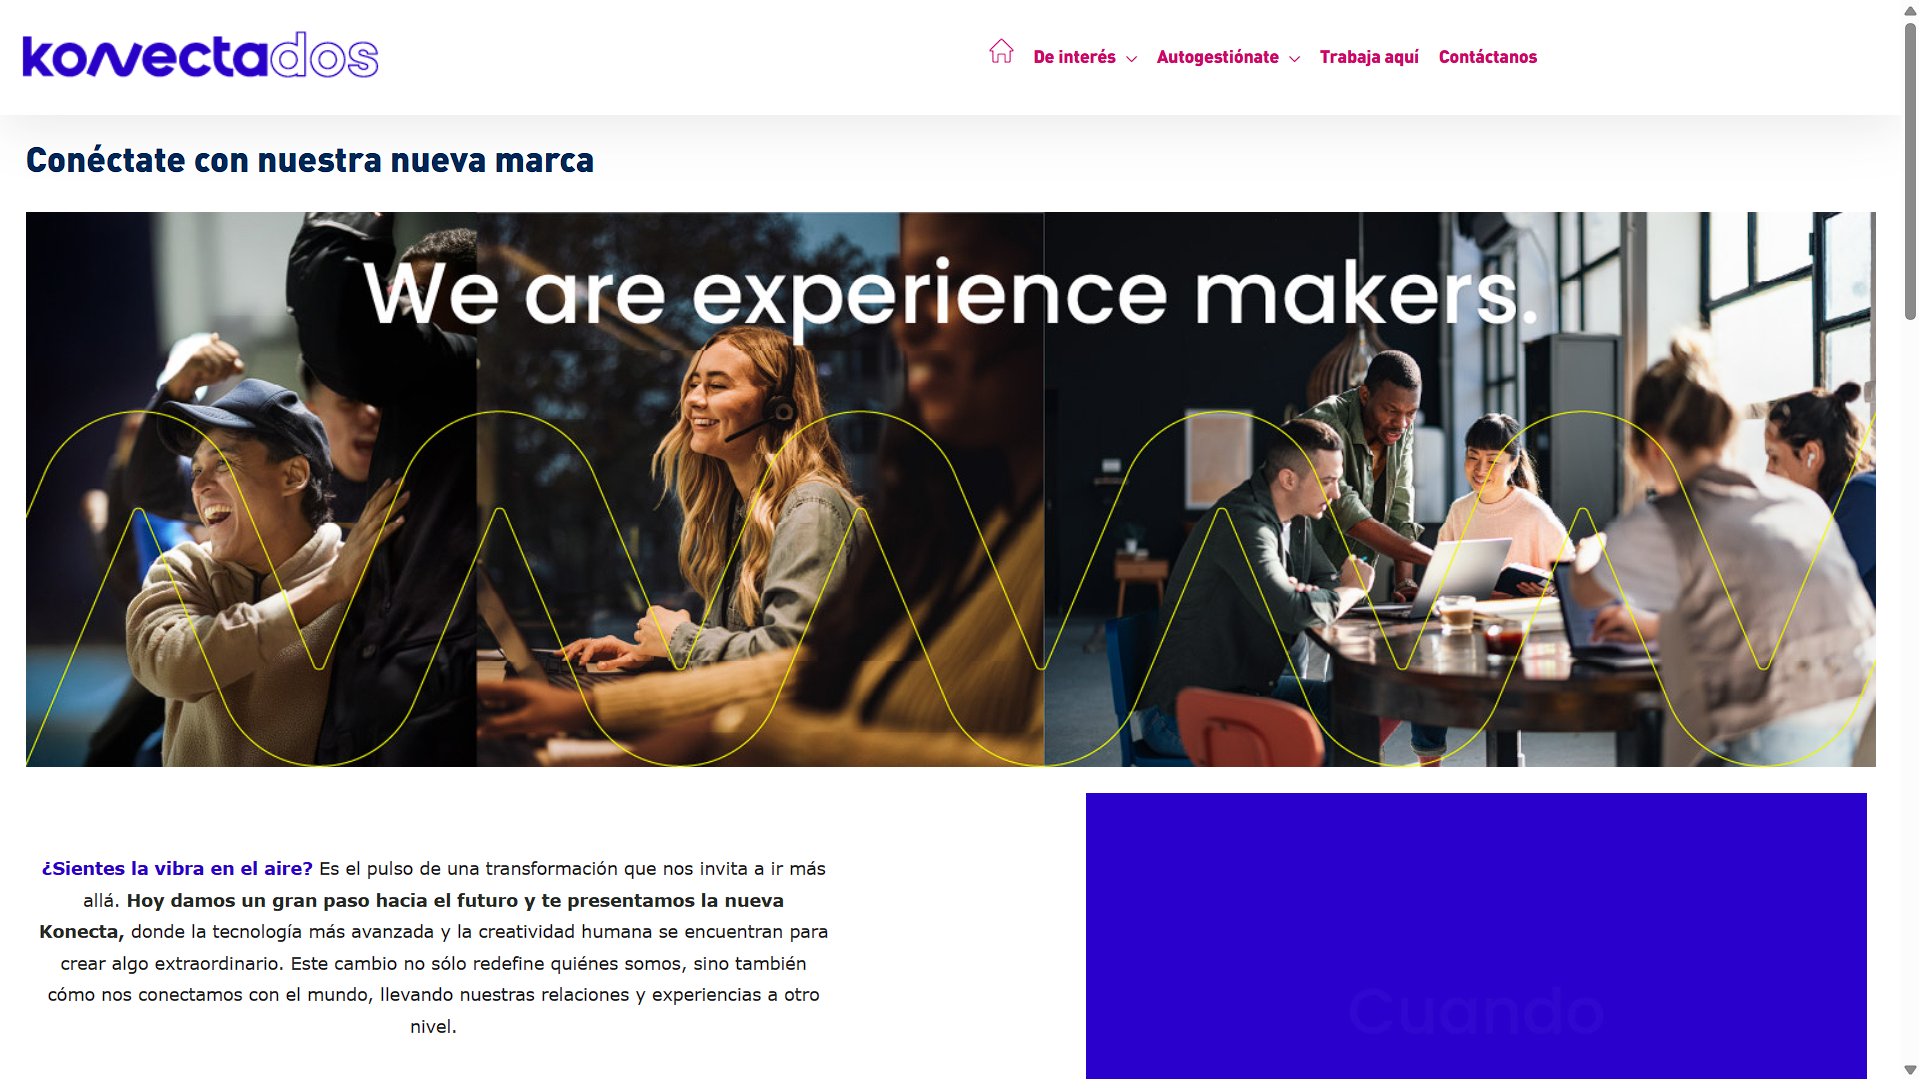 konectados
De interés
Autogestiónate
Trabaja aquí
Contáctanos
Conéctate con nuestra nueva marca
We are experience makers.
¿Sientes la vibra en el aire? Es el pulso de una transformación que nos invita a ir más
allá. Hoy damos un gran paso hacia el futuro y te presentamos la nueva
Konecta, donde la tecnología más avanzada y la creatividad humana se encuentran para
crear algo extraordinario. Este cambio no sólo redefine quiénes somos, sino también
cómo nos conectamos con el mundo, llevando nuestras relaciones y experiencias a otro
nivel.
Cuando